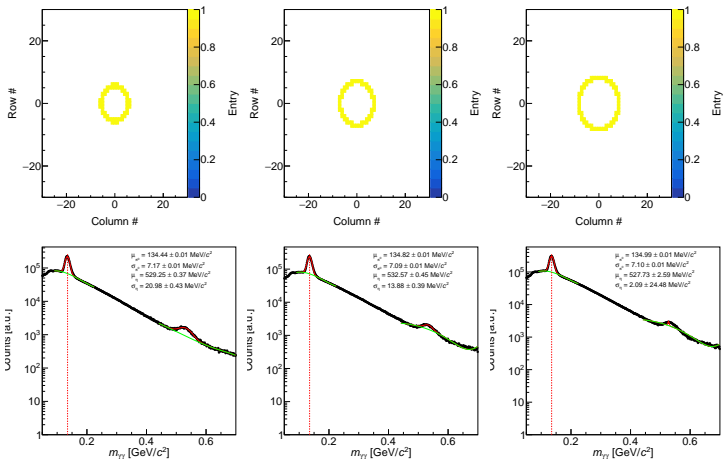 Row #
20
0
−20
−20
0
20
Column #
1
0.8
0.6
0.4
0.2
0
Entry
Row #
20
0
−20
−20
0
20
Column #
1
0.8
0.6
0.4
0.2
0
Entry
Row #
20
0
−20
−20
0
20
Column #
1
0.8
0.6
0.4
0.2
0
Entry
Counts [a.u.]
10⁵
10⁴
10³
10²
10
1
μπ⁰ = 134.44 ± 0.01 MeV/c²
σπ⁰ = 7.17 ± 0.01 MeV/c²
μη = 529.25 ± 0.37 MeV/c²
ση = 20.98 ± 0.43 MeV/c²
0.2
0.4
0.6
mγγ [GeV/c²]
Counts [a.u.]
10⁵
10⁴
10³
10²
10
1
μπ⁰ = 134.82 ± 0.01 MeV/c²
σπ⁰ = 7.09 ± 0.01 MeV/c²
μη = 532.57 ± 0.45 MeV/c²
ση = 13.88 ± 0.39 MeV/c²
0.2
0.4
0.6
mγγ [GeV/c²]
Counts [a.u.]
10⁵
10⁴
10³
10²
10
1
μπ⁰ = 134.99 ± 0.01 MeV/c²
σπ⁰ = 7.10 ± 0.01 MeV/c²
μη = 527.73 ± 2.59 MeV/c²
ση = 2.09 ± 24.48 MeV/c²
0.2
0.4
0.6
mγγ [GeV/c²]